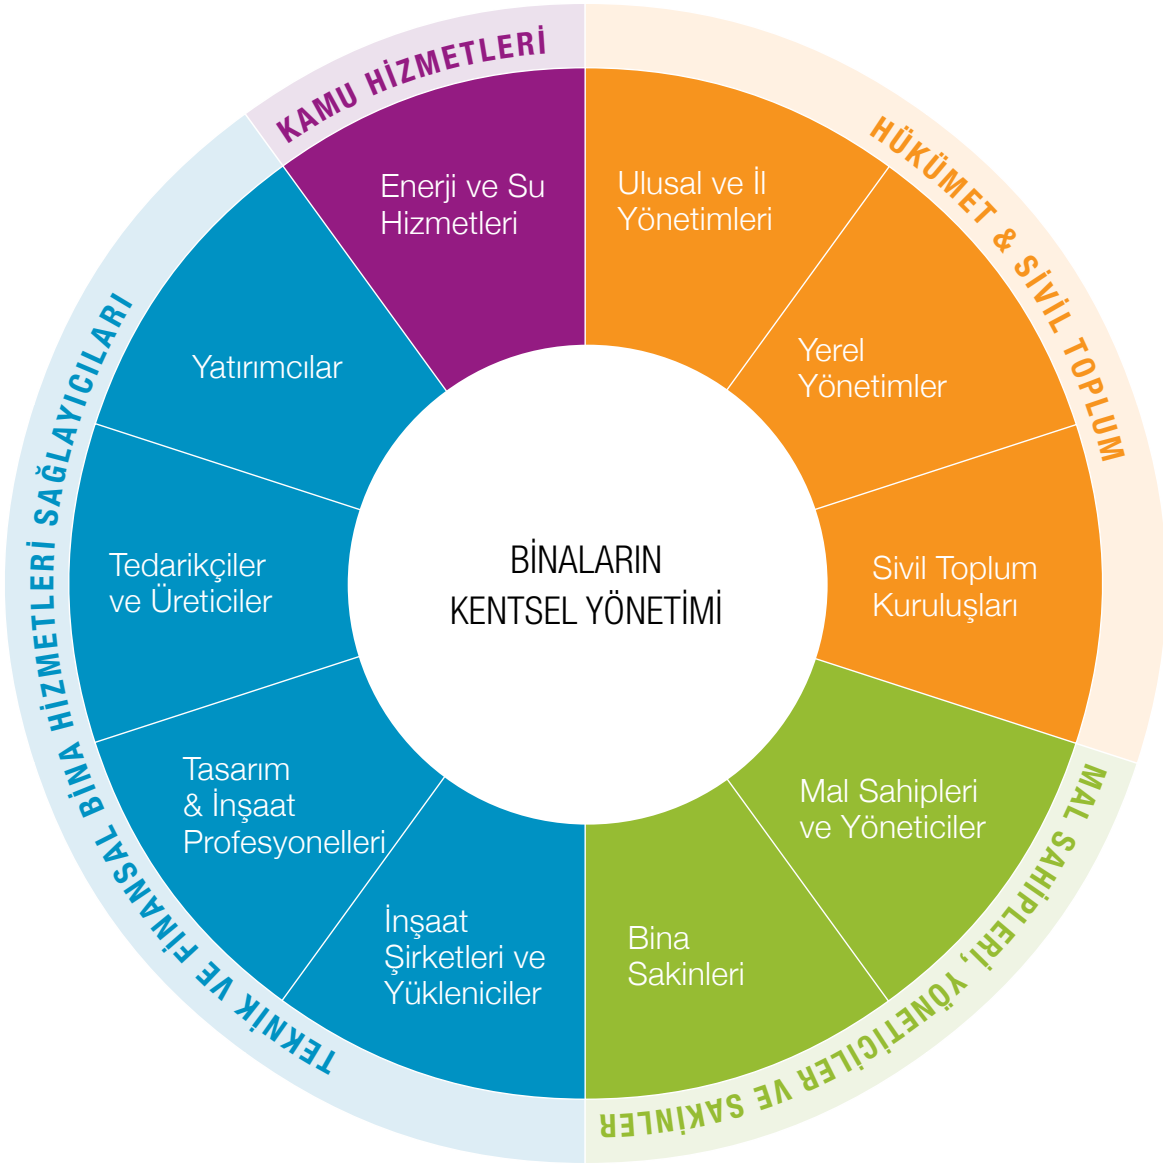 KAMU HİZMETLERİ
Enerji ve Su
Hizmetleri
HÜKÜMET & SİVİL TOPLUM
Ulusal ve İl
Yönetimleri
Yerel
Yönetimler
Sivil Toplum
Kuruluşları
MAL SAHİPLERİ, YÖNETİCİLER VE SAKİNLER
Mal Sahipleri
ve Yöneticiler
Bina
Sakinleri
TEKNİK VE FİNANSAL BİNA HİZMETLERİ SAĞLAYICILARI
İnşaat
Şirketleri ve
Yükleniciler
Tasarım
& İnşaat
Profesyonelleri
Tedarikçiler
ve Üreticiler
Yatırımcılar
BİNALARIN
KENTSEL YÖNETİMİ